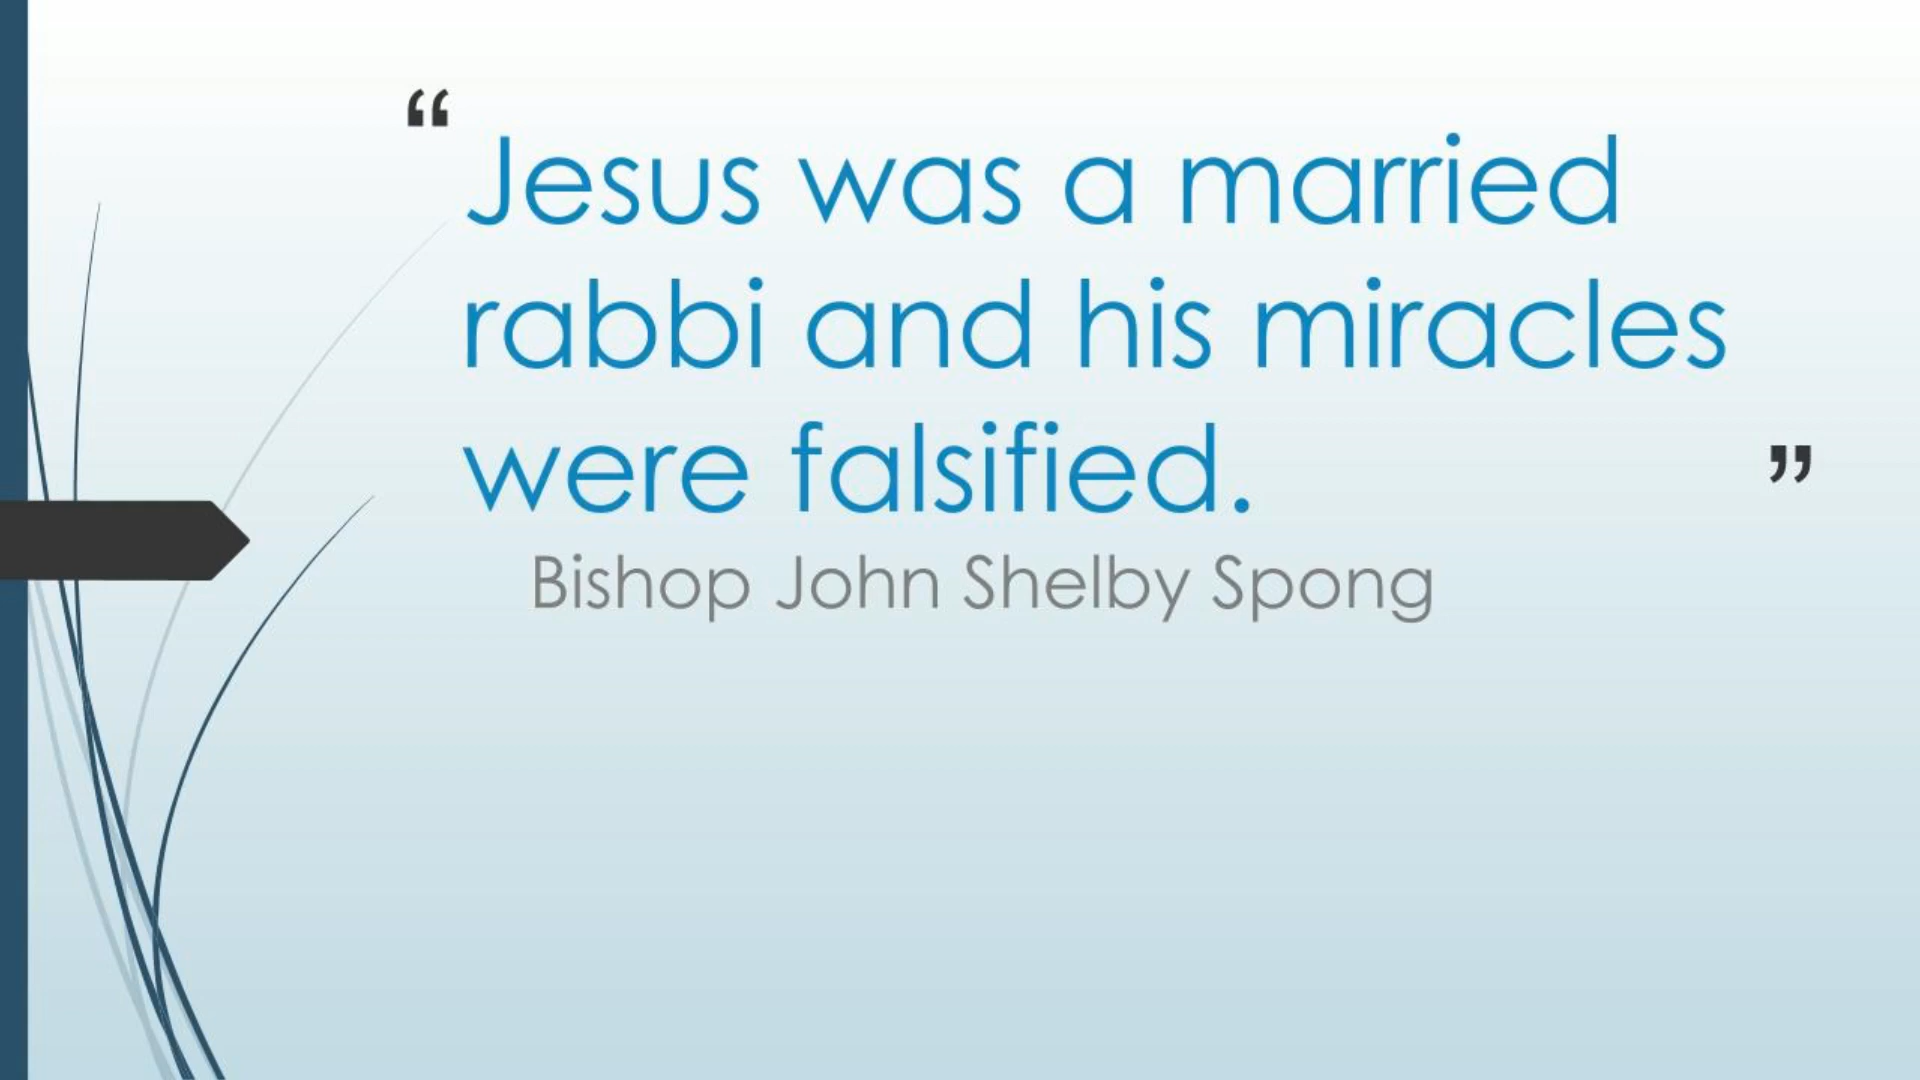 “Jesus was a married
rabbi and his miracles
were falsified.”
Bishop John Shelby Spong